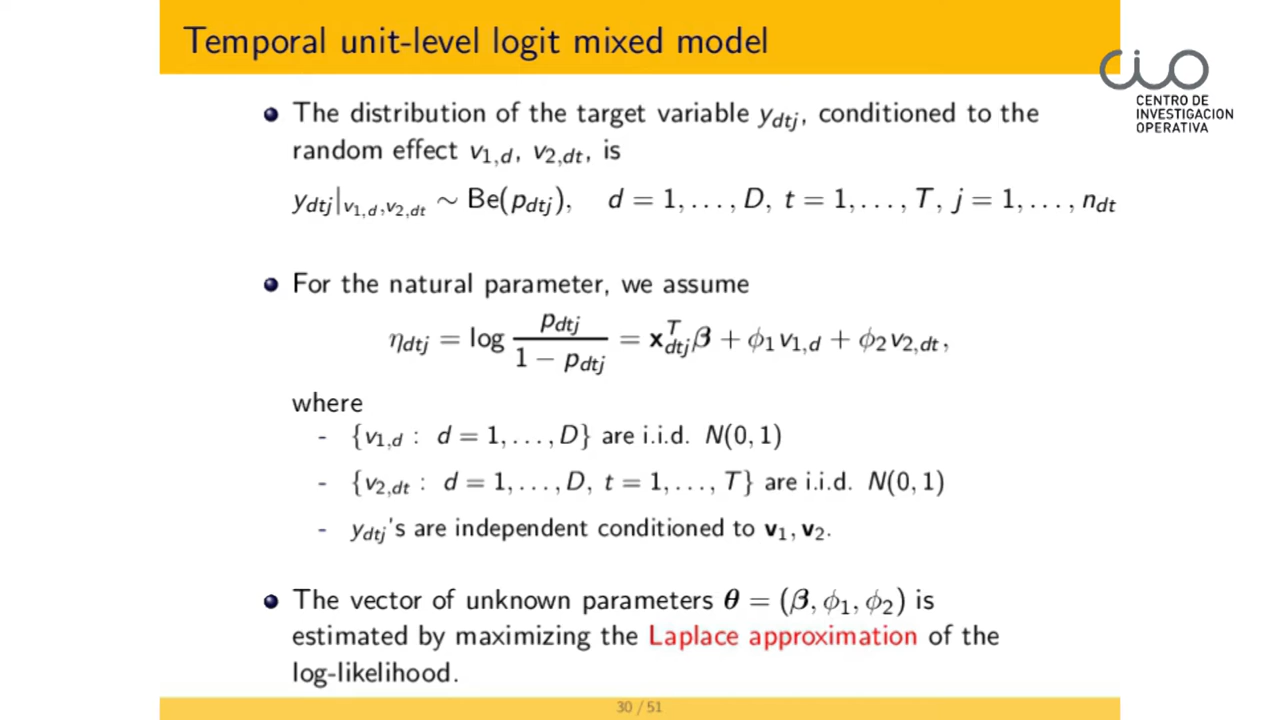 Temporal unit-level logit mixed model
CIO
CENTRO DE
INVESTIGACION
OPERATIVA
The distribution of the target variable y_{dtj}, conditioned to the
random effect v_{1,d}, v_{2,dt}, is
y_{dtj}|_{v_{1,d},v_{2,dt}} ∼ Be(p_{dtj}), d = 1, . . . , D, t = 1, . . . , T, j = 1, . . . , n_{dt}
For the natural parameter, we assume
η_{dtj} = log \frac{p_{dtj}}{1 − p_{dtj}} = x^T_{dtj}β + ϕ_1 v_{1,d} + ϕ_2 v_{2,dt},
where
- {v_{1,d} : d = 1, . . . , D} are i.i.d. N(0, 1)
- {v_{2,dt} : d = 1, . . . , D, t = 1, . . . , T} are i.i.d. N(0, 1)
- y_{dtj}'s are independent conditioned to v_1, v_2.
The vector of unknown parameters θ = (β, ϕ_1, ϕ_2) is
estimated by maximizing the Laplace approximation of the
log-likelihood.
30 / 51